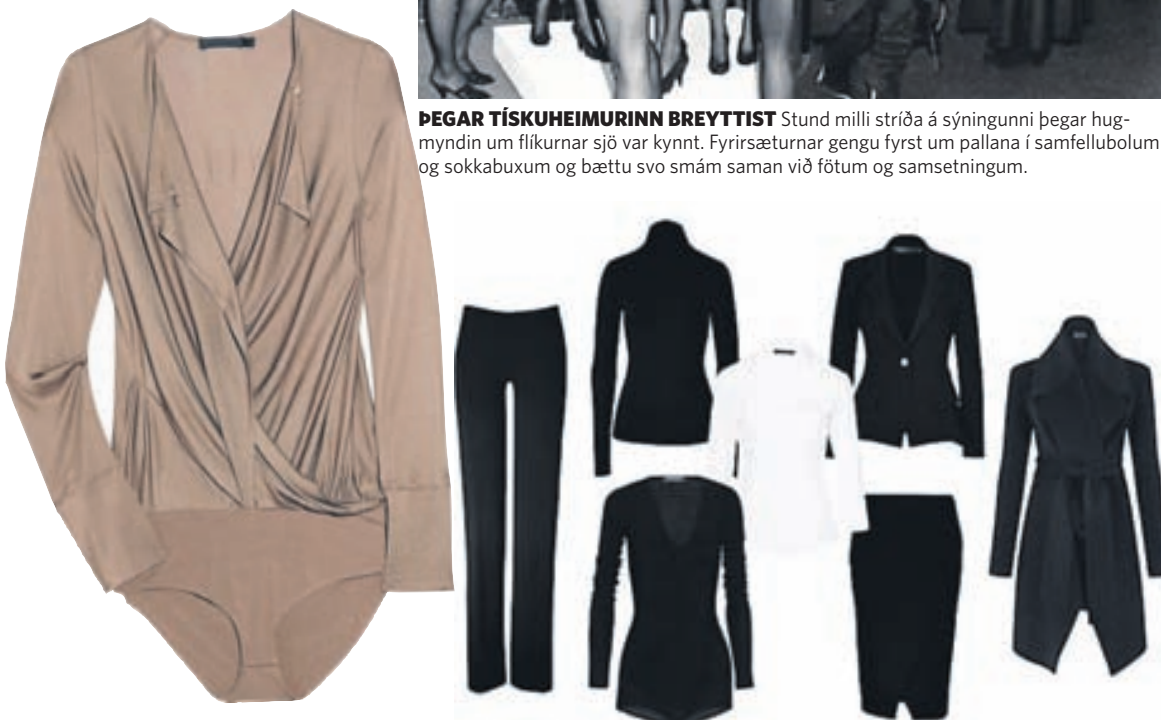 ÞEGAR TÍSKUHEIMURINN BREYTTIST Stund milli stríða á sýningunni þegar hug-
myndin um flíkurnar sjö var kynnt. Fyrirsæturnar gengu fyrst um pallana í samfellubolum
og sokkabuxum og bættu svo smám saman við fötum og samsetningum.